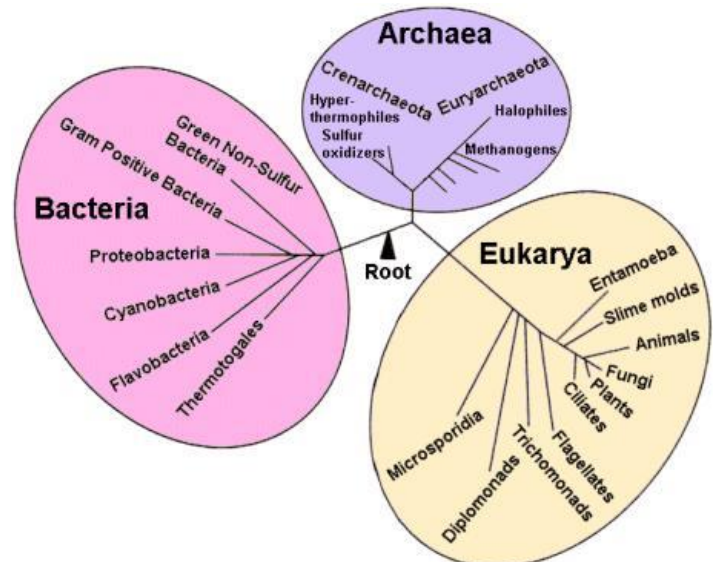 Archaea
Crenarchaeota
Euryarchaeota
Hyper-
thermophiles
Sulfur
oxidizers
Halophiles
Methanogens
Bacteria
Green Non-Sulfur
Bacteria
Gram Positive Bacteria
Proteobacteria
Cyanobacteria
Flavobacteria
Thermotogales
Root
Eukarya
Entamoeba
Slime molds
Animals
Fungi
Plants
Ciliates
Flagellates
Trichomonads
Diplomonads
Microsporidia